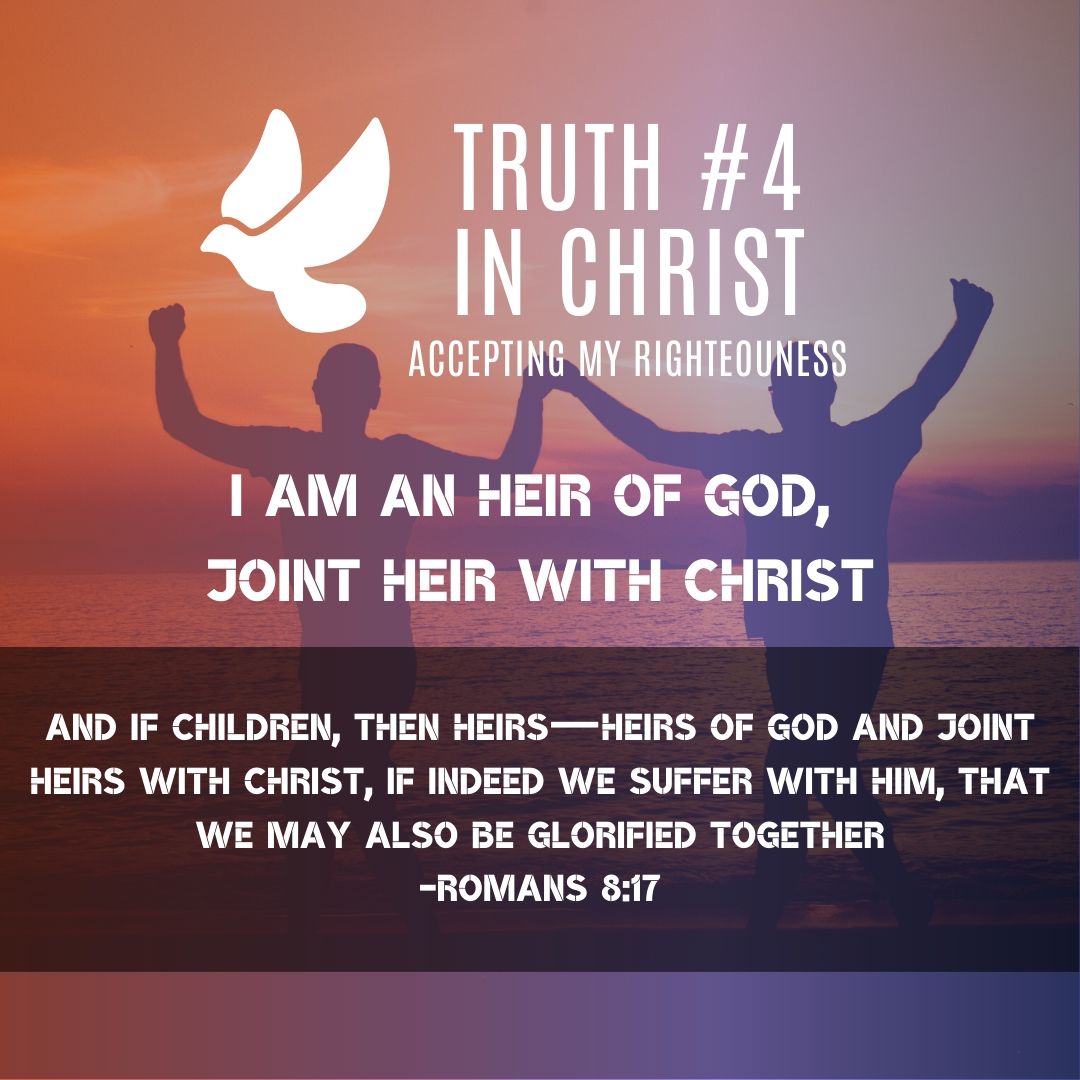 TRUTH #4
IN CHRIST
ACCEPTING MY RIGHTEOUNESS
I AM AN HEIR OF GOD,
JOINT HEIR WITH CHRIST
AND IF CHILDREN, THEN HEIRS—HEIRS OF GOD AND JOINT
HEIRS WITH CHRIST, IF INDEED WE SUFFER WITH HIM, THAT
WE MAY ALSO BE GLORIFIED TOGETHER
-ROMANS 8:17